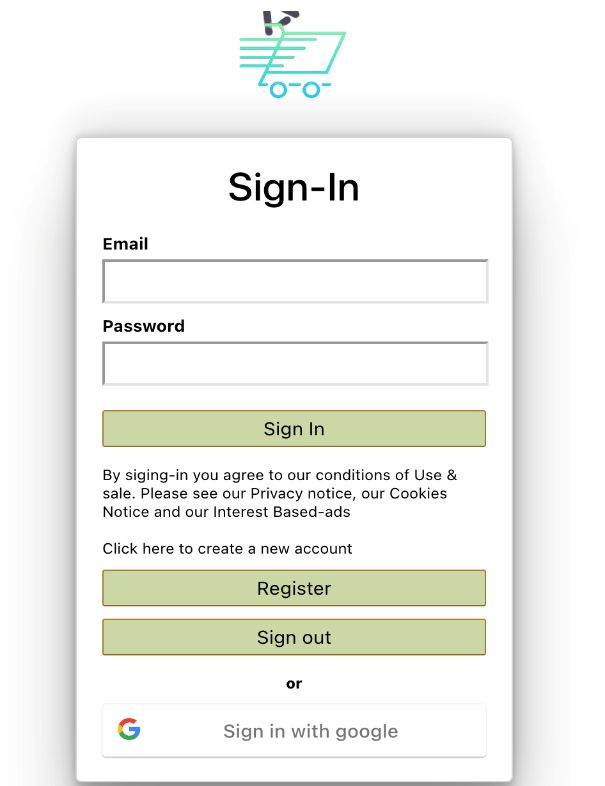 Sign-In
Email
Password
Sign In
By siging-in you agree to our conditions of Use &
sale. Please see our Privacy notice, our Cookies
Notice and our Interest Based-ads
Click here to create a new account
Register
Sign out
or
Sign in with google